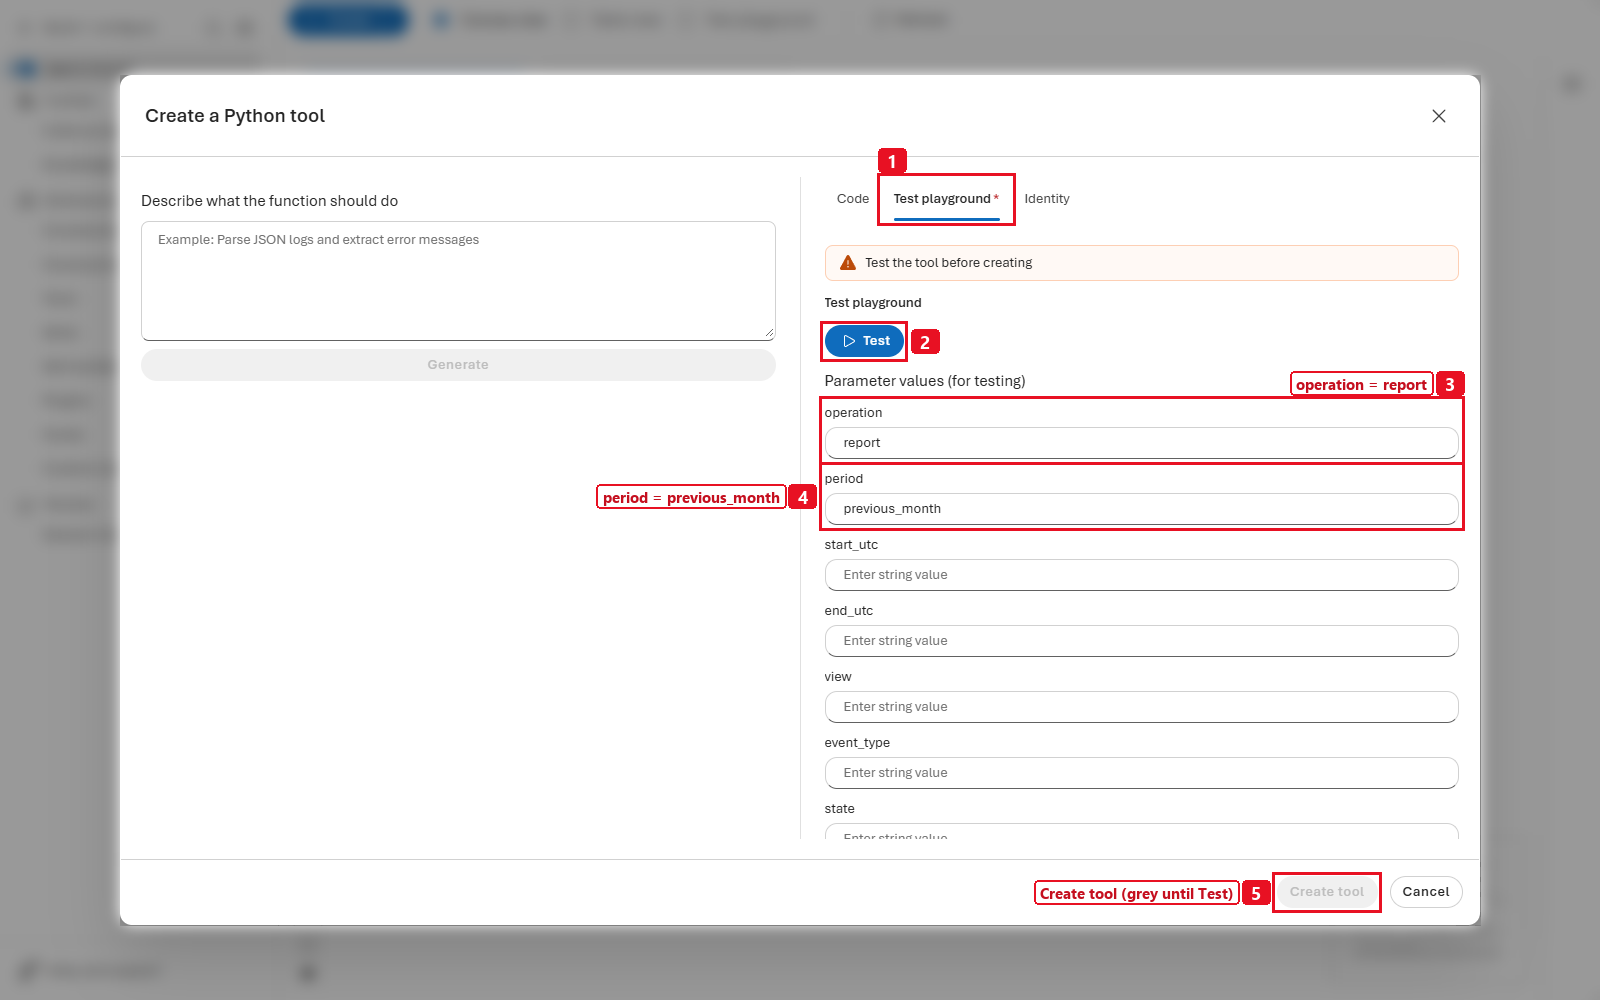 Create a Python tool
1
Describe what the function should do
Example: Parse JSON logs and extract error messages
Generate
Code
Test playground *
Identity
Test the tool before creating
Test playground
Test
2
Parameter values (for testing)
operation = report
3
operation
report
period = previous_month
4
period
previous_month
start_utc
Enter string value
end_utc
Enter string value
view
Enter string value
event_type
Enter string value
state
Enter string value
Create tool (grey until Test)
5
Create tool
Cancel